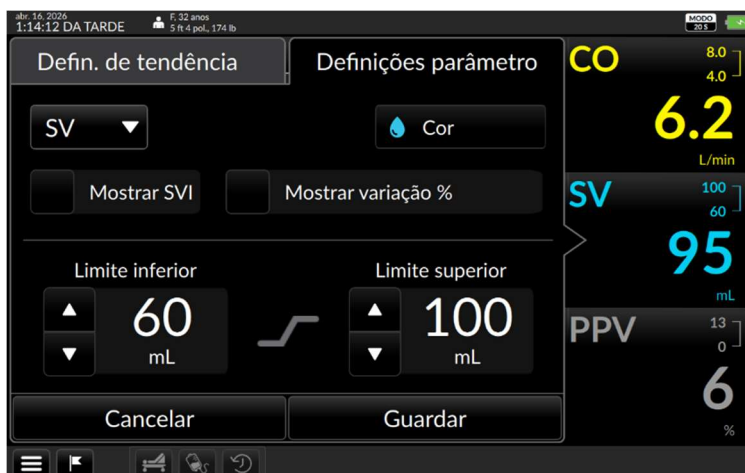 abr. 16, 2026
1:14:12 DA TARDE
F, 32 anos
5 ft 4 pol., 174 lb
MODO
20 S
Defin. de tendência
Definições parâmetro
SV
Cor
Mostrar SVI
Mostrar variação %
Limite inferior
Limite superior
60
mL
100
mL
Cancelar
Guardar
CO
8.0
4.0
6.2
L/min
SV
100
60
95
mL
PPV
13
0
6
%